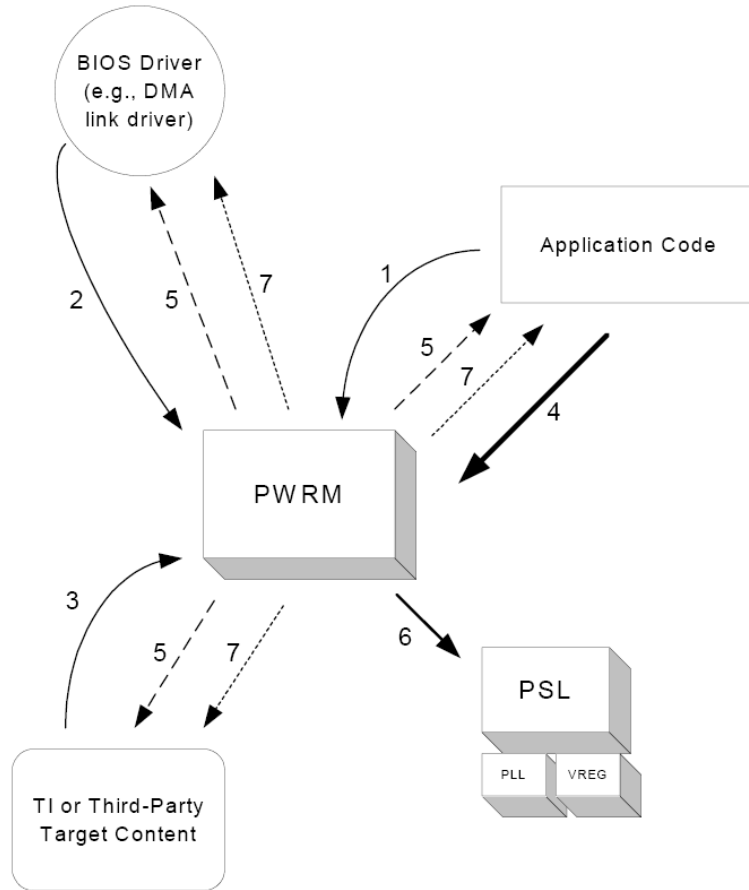 BIOS Driver
(e.g., DMA
link driver)
Application Code
1
2
5
7
5
7
4
PWRM
3
5
7
6
PSL
PLL
VREG
TI or Third-Party
Target Content